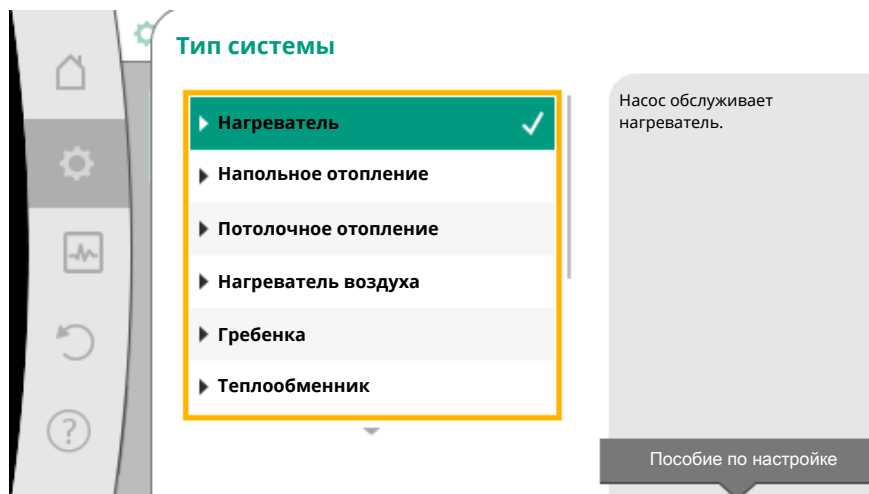 Тип системы
Нагреватель
Напольное отопление
Потолочное отопление
Нагреватель воздуха
Гребенка
Теплообменник
Насос обслуживает
нагреватель.
Пособие по настройке
?